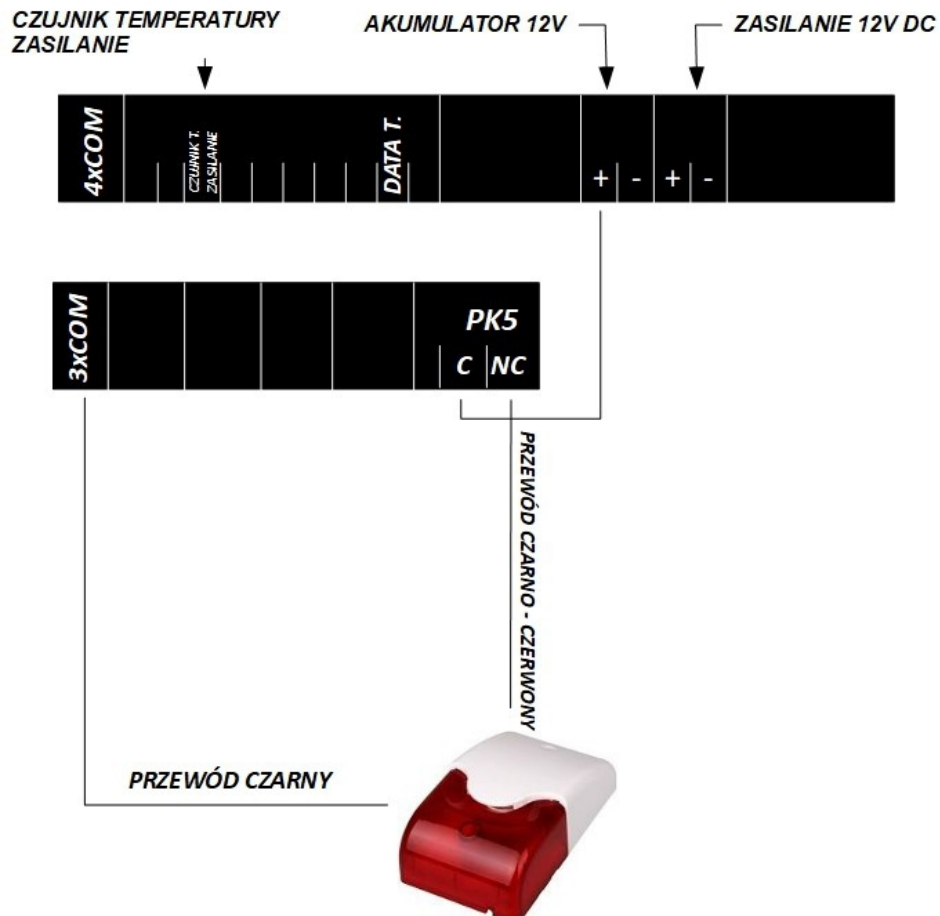 CZUJNIK TEMPERATURY
ZASILANIE
AKUMULATOR 12V
ZASILANIE 12V DC
4xCOM
CZUJNIK T.
ZASILANIE
DATA T.
+ - + -
3xCOM
PK5
C NC
PRZEWÓD CZARNO - CZERWONY
PRZEWÓD CZARNY